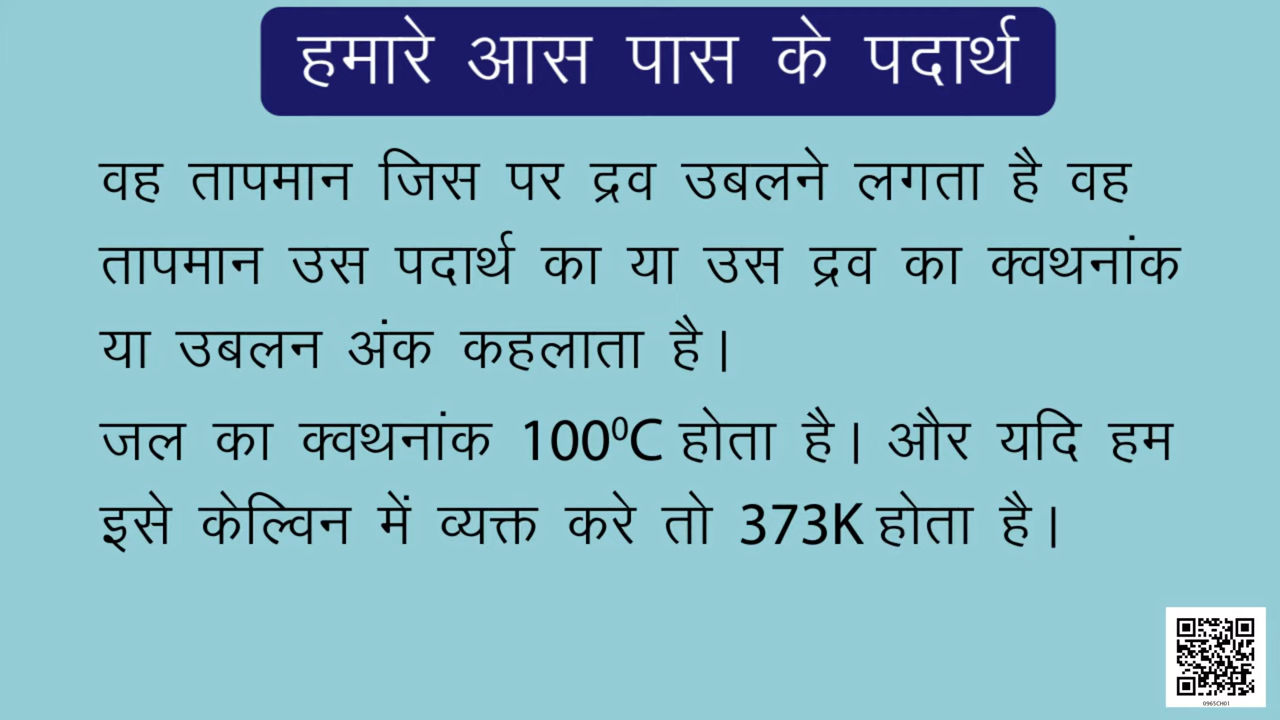 हमारे आस पास के पदार्थ
वह तापमान जिस पर द्रव उबलने लगता है वह
तापमान उस पदार्थ का या उस द्रव का क्वथनांक
या उबलन अंक कहलाता है।
जल का क्वथनांक 100⁰C होता है। और यदि हम
इसे केल्विन में व्यक्त करे तो 373K होता है।
0965CH01